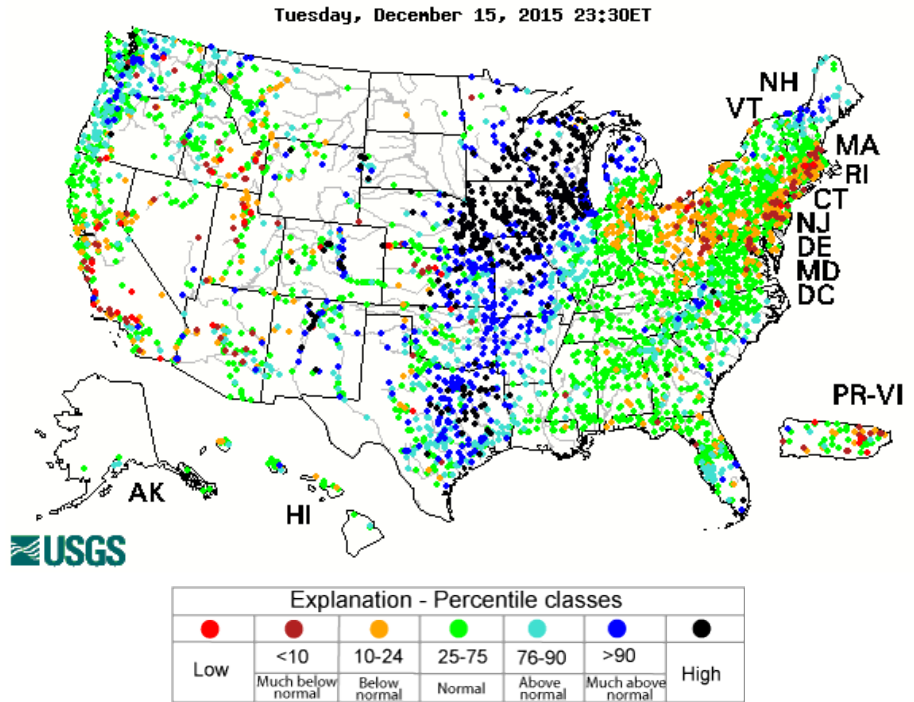 Tuesday, December 15, 2015 23:30ET
NH
VT
MA
RI
CT
NJ
DE
MD
DC
PR-VI
AK
HI
USGS
Explanation - Percentile classes
Low <10 10-24 25-75 76-90 >90 High
Much below normal Below normal Normal Above normal Much above normal